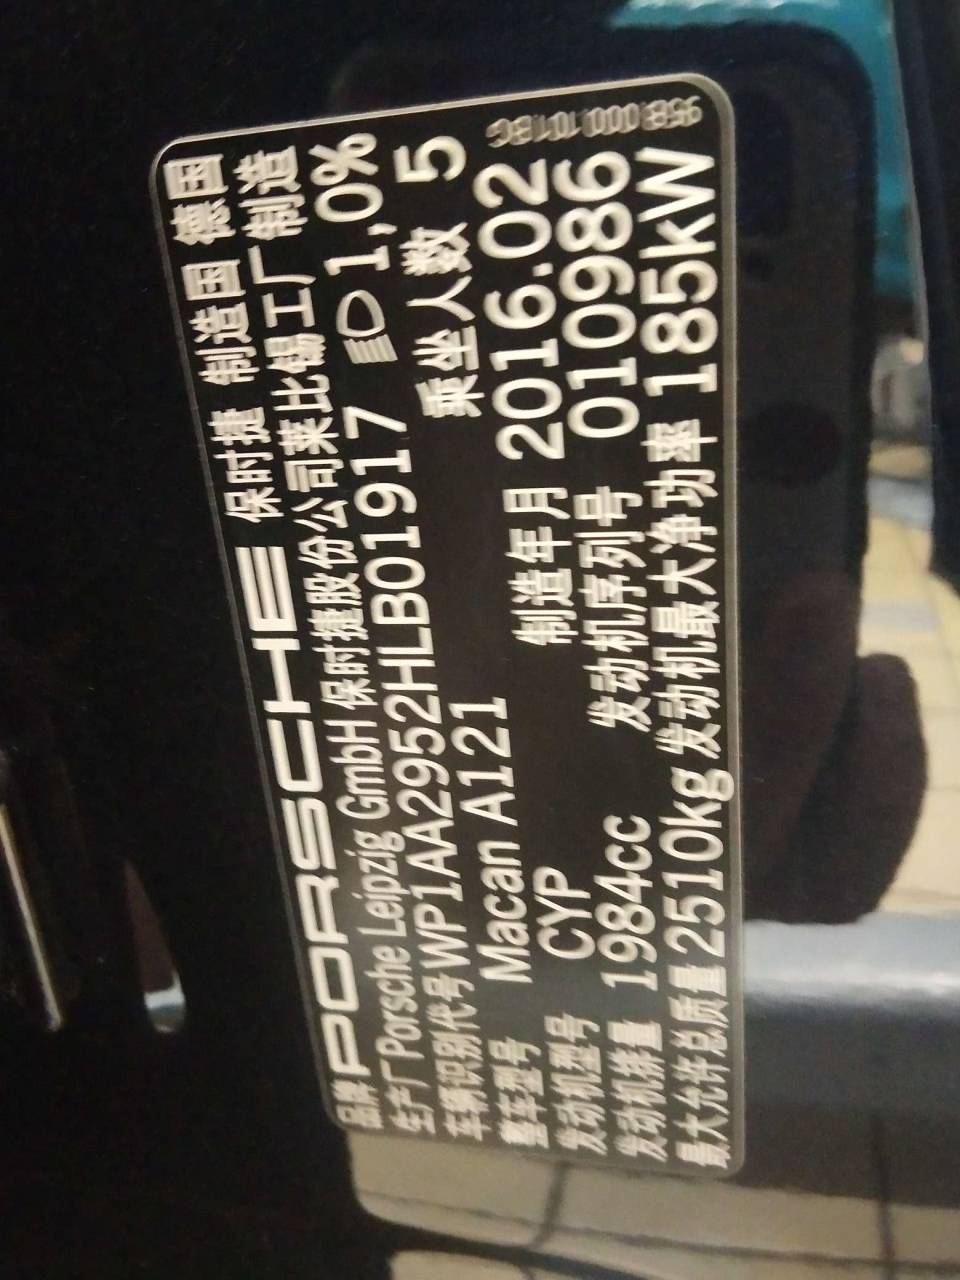 品牌 PORSCHE 保时捷 制造国 德国
生产厂 Porsche Leipzig GmbH 保时捷股份公司莱比锡工厂 制造
车辆识别代号 WP1AA2952HLB01917 1,0%
整车型号 Macan A121 乘坐人数 5
发动机型号 CYP 制造年月 2016.02
发动机排量 1984cc 发动机序列号 010986
最大允许总质量 2510kg 发动机最大净功率 185kW
95B.000.101.BG